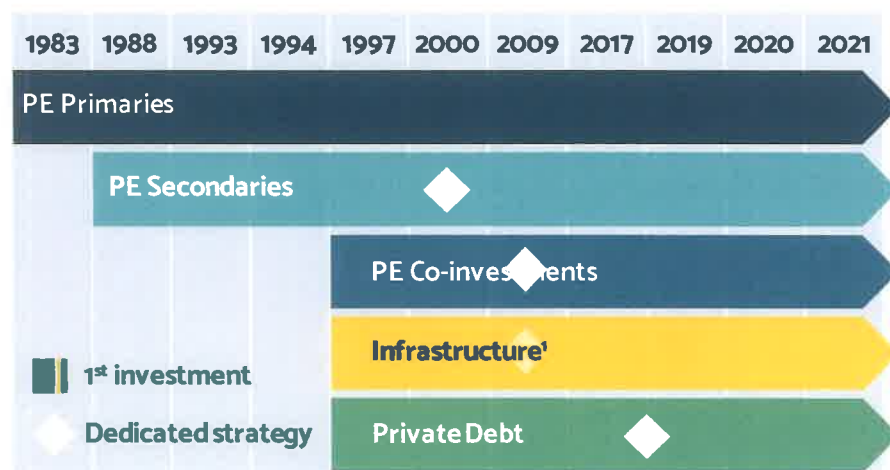 1983 1988 1993 1994 1997 2000 2009 2017 2019 2020 2021
PE Primaries
PE Secondaries
PE Co-investments
Infrastructure¹
1st investment
Dedicated strategy
Private Debt